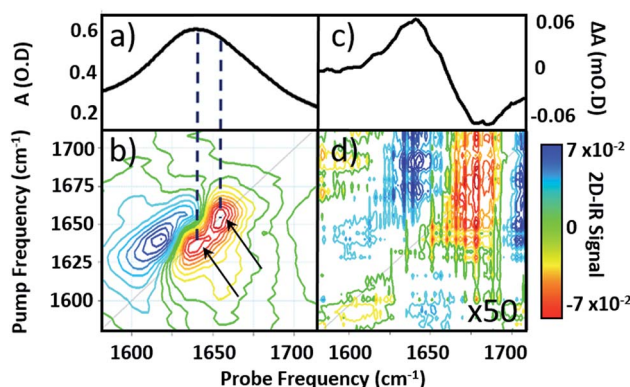 a)
c)
A (O.D)
0.6
0.4
0.2
0.06
0
-0.06
ΔA (mO.D)
b)
d)
Pump Frequency (cm⁻¹)
1700
1675
1650
1625
1600
x50
7 x10⁻²
0
-7 x10⁻²
2D-IR Signal
1600 1650 1700
1600 1650 1700
Probe Frequency (cm⁻¹)